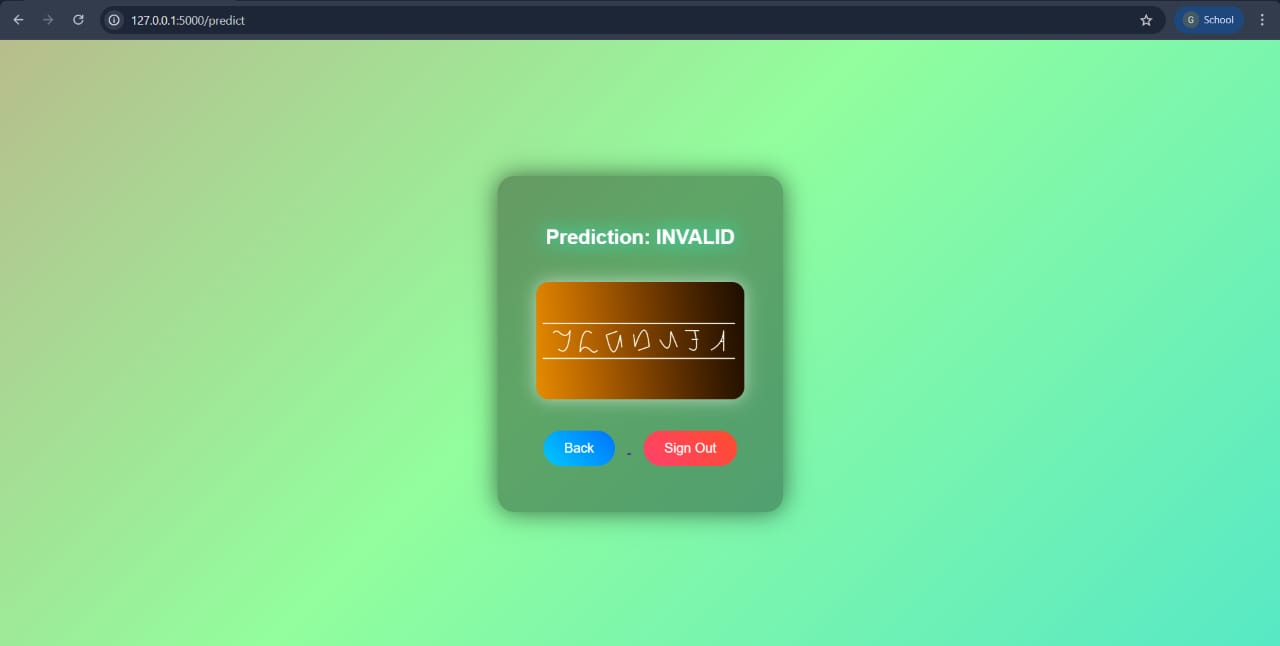 127.0.0.1:5000/predict
G School
Prediction: INVALID
Back - Sign Out